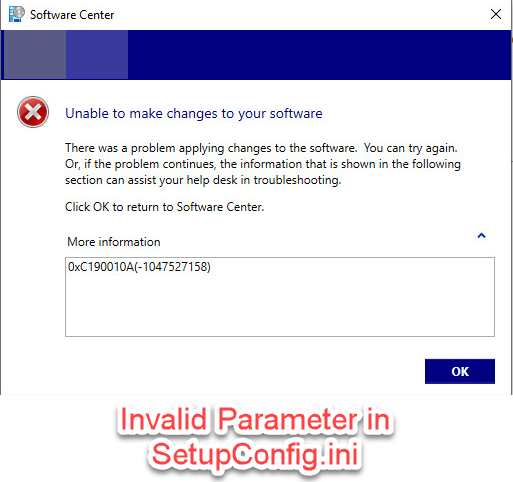 Software Center
Unable to make changes to your software
There was a problem applying changes to the software.  You can try again.
Or, if the problem continues, the information that is shown in the following
section can assist your help desk in troubleshooting.
Click OK to return to Software Center.
More information
0xC190010A(-1047527158)
OK
Invalid Parameter in
SetupConfig.ini